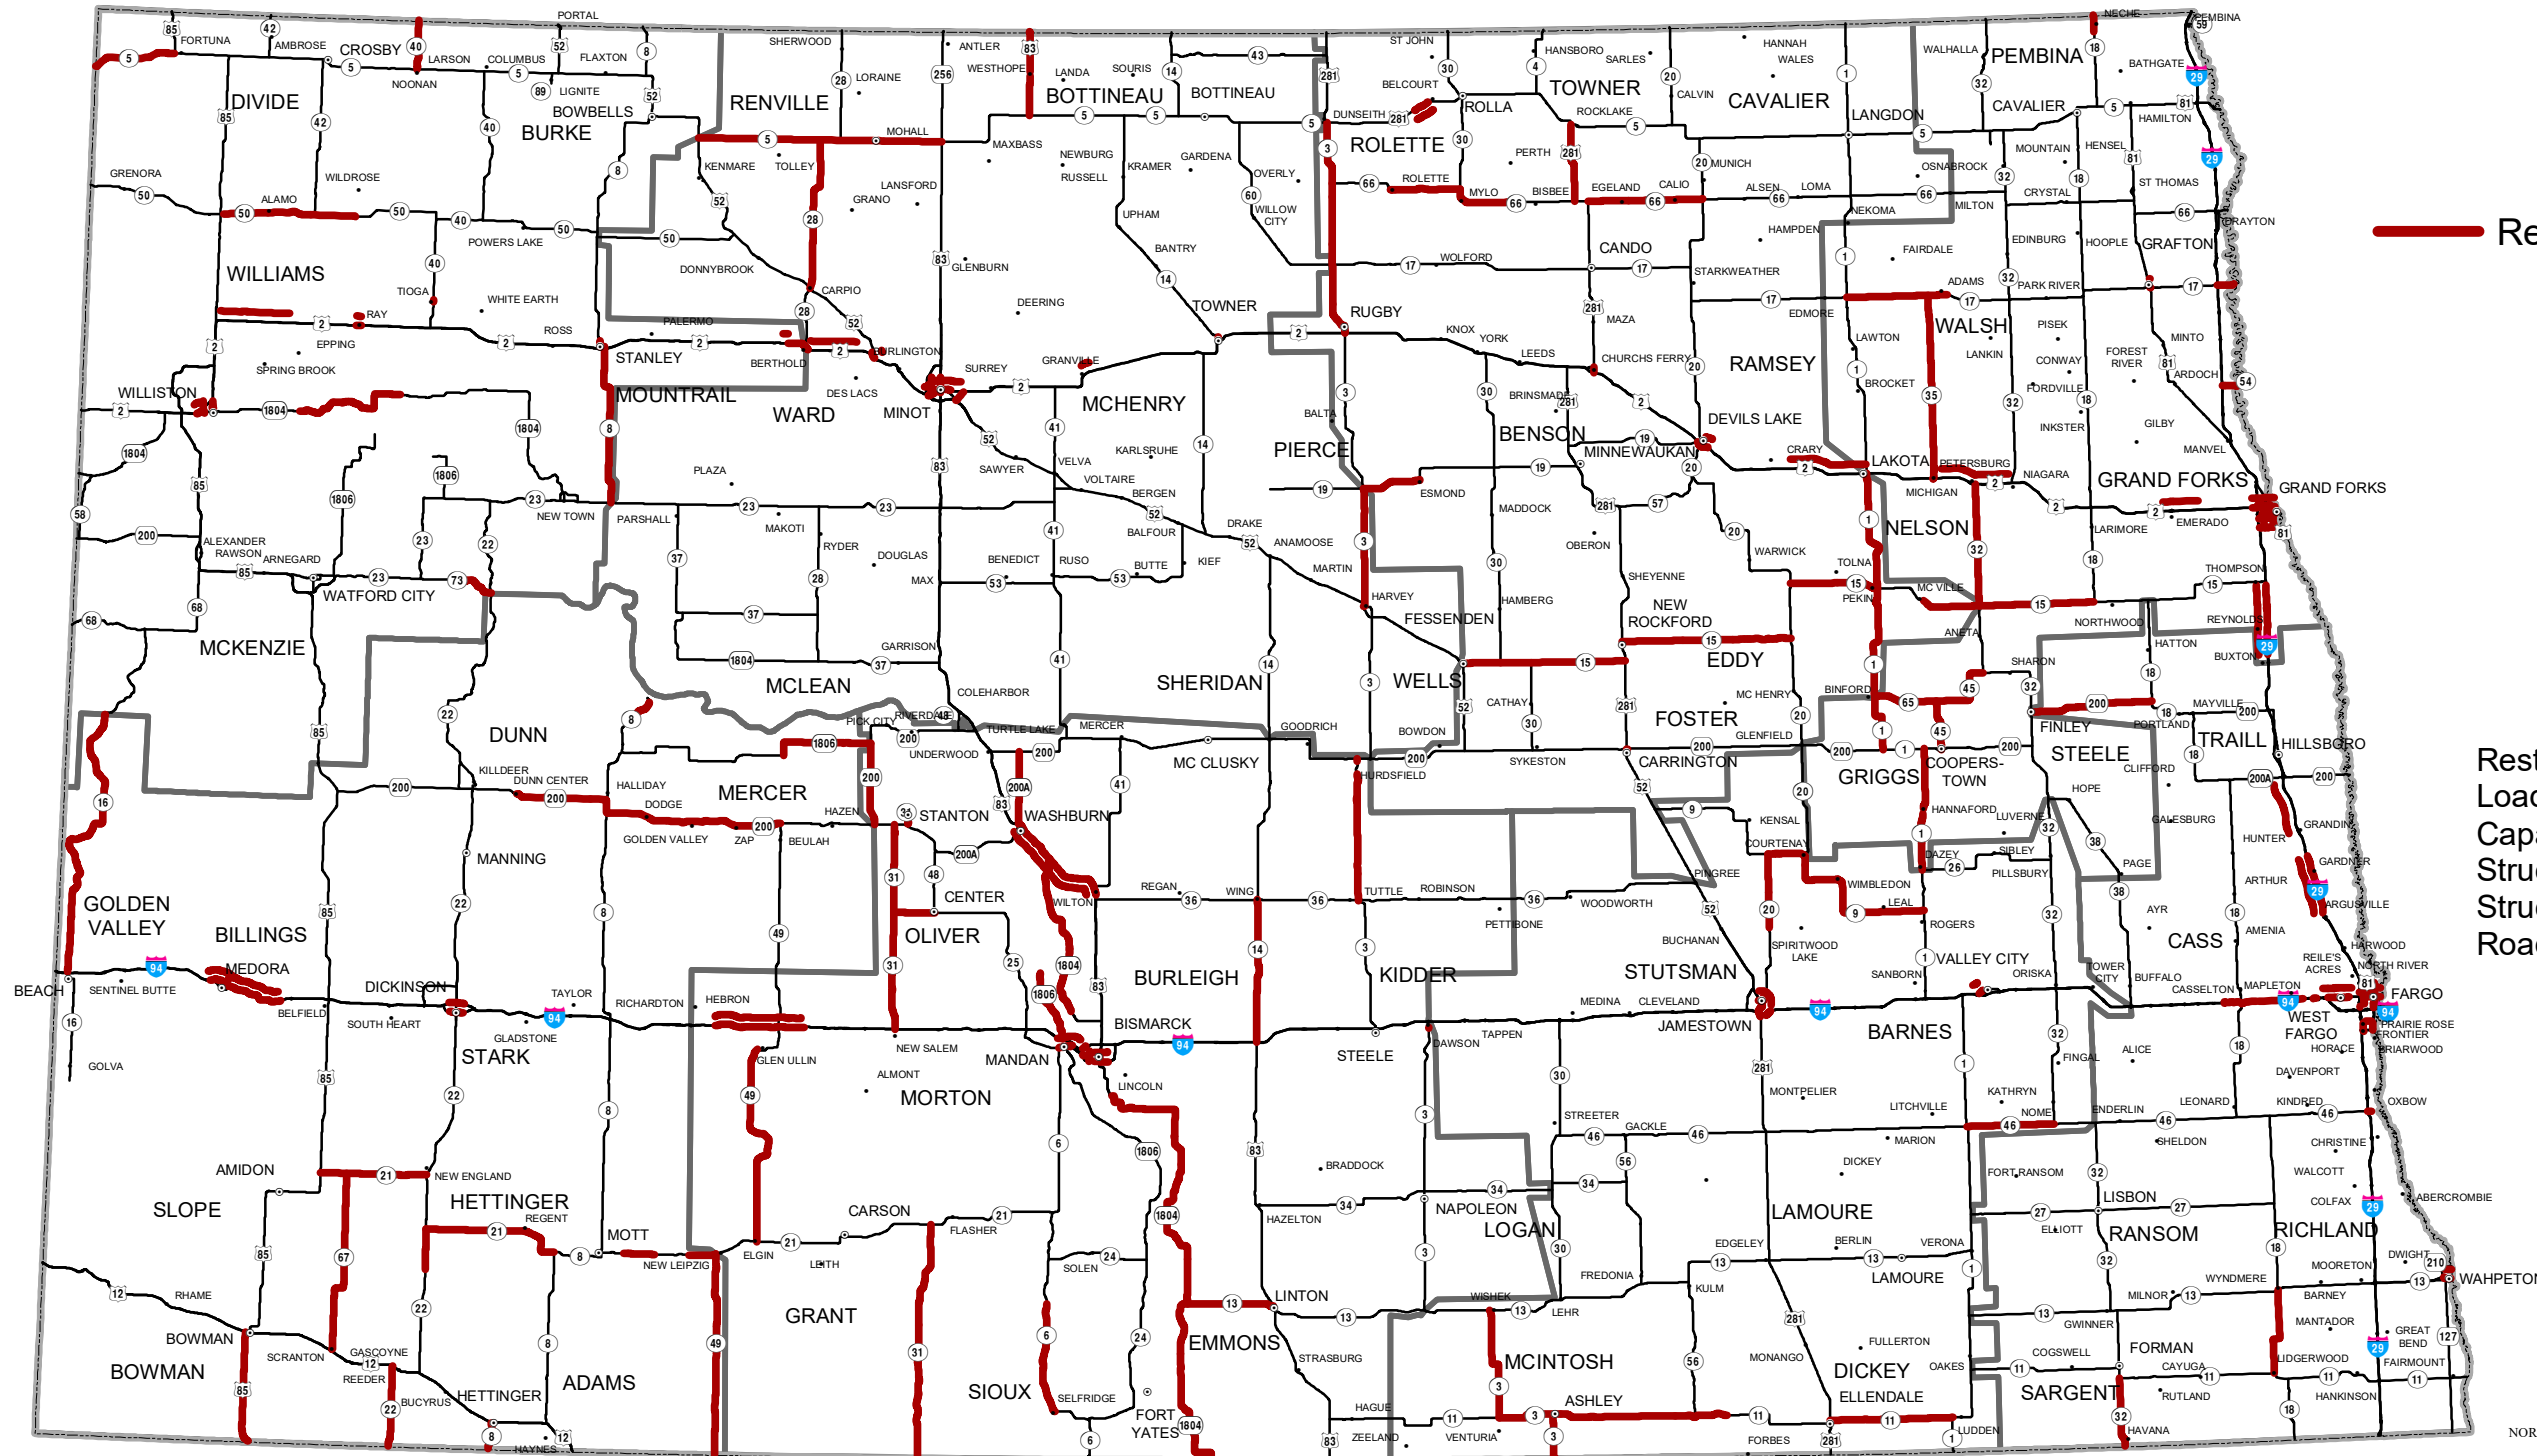 PORTAL
NECHE
PEMBINA
FORTUNA
AMBROSE
CROSBY
LARSON
COLUMBUS
FLAXTON
NOONAN
LIGNITE
BOWBELLS
DIVIDE
BURKE
SHERWOOD
LORAINE
RENVILLE
MOHALL
ANTLER
WESTHOPE
LANDA
SOURIS
BOTTINEAU
BOTTINEAU
MAXBASS
NEWBURG
RUSSELL
KRAMER
GARDENA
OVERLY
WILLOW
CITY
ST JOHN
BELCOURT
DUNSEITH
ROLLA
ROLETTE
HANSBORO
SARLES
TOWNER
ROCKLAKE
CALVIN
HANNAH
WALES
CAVALIER
LANGDON
WALHALLA
PEMBINA
BATHGATE
CAVALIER
HAMILTON
GRENORA
WILDROSE
ALAMO
KENMARE
TOLLEY
LANSFORD
GRANO
UPHAM
BANTRY
PERTH
ROLETTE
MYLO
BISBEE
EGELAND
CALIO
MUNICH
ALSEN
LOMA
OSNABROCK
MILTON
NEKOMA
MOUNTAIN
HENSEL
CRYSTAL
ST THOMAS
DRAYTON
POWERS LAKE
DONNYBROOK
WILLIAMS
GLENBURN
CARPIO
DEERING
TOWNER
WOLFORD
CANDO
HAMPDEN
STARKWEATHER
FAIRDALE
EDINBURG
HOOPLE
GRAFTON
TIOGA
WHITE EARTH
RAY
EPPING
SPRING BROOK
ROSS
PALERMO
STANLEY
BERTHOLD
BURLINGTON
DES LACS
SURREY
GRANVILLE
RUGBY
KNOX
YORK
LEEDS
MAZA
CHURCHS FERRY
RAMSEY
EDMORE
ADAMS
WALSH
LAWTON
LANKIN
PARK RIVER
PISEK
CONWAY
FORDVILLE
FOREST
RIVER
MINTO
ARDOCH
WILLISTON
MOUNTRAIL
WARD
MINOT
MCHENRY
PIERCE
BALTA
BRINSMADE
BENSON
MINNEWAUKAN
DEVILS LAKE
BROCKET
CRARY
LAKOTA
PETERSBURG
MICHIGAN
NIAGARA
INKSTER
GILBY
MANVEL
GRAND FORKS
GRAND FORKS
LARIMORE
EMERADO
PLAZA
PARSHALL
MAKOTI
RYDER
DOUGLAS
NEW TOWN
SAWYER
VELVA
KARLSRUHE
VOLTAIRE
BERGEN
BALFOUR
DRAKE
ANAMOOSE
MARTIN
ESMOND
MADDOCK
OBERON
WARWICK
TOLNA
NELSON
THOMPSON
ALEXANDER
RAWSON
ARNEGARD
WATFORD CITY
MCKENZIE
MAX
BENEDICT
RUSO
BUTTE
KIEF
HARVEY
FESSENDEN
HAMBERG
SHEYENNE
NEW
ROCKFORD
EDDY
PEKIN
MC VILLE
ANETA
NORTHWOOD
REYNOLDS
HATTON
BUXTON
GARRISON
MCLEAN
COLEHARBOR
SHERIDAN
WELLS
CATHAY
FOSTER
MC HENRY
GLENFIELD
BINFORD
SHARON
FINLEY
MAYVILLE
PORTLAND
TRAILL
HILLSBORO
DUNN
KILLDEER
DUNN CENTER
HALLIDAY
DODGE
PICK CITY
RIVERDALE
UNDERWOOD
TURTLE LAKE
MERCER
MC CLUSKY
GOODRICH
HURDSFIELD
BOWDON
SYKESTON
CARRINGTON
GRIGGS
COOPERS-
TOWN
STEELE
CLIFFORD
MERCER
HAZEN
STANTON
WASHBURN
GOLDEN VALLEY
ZAP
BEULAH
MANNING
KENSAL
COURTENAY
HANNAFORD
LUVERNE
HOPE
GALESBURG
HUNTER
GRANDIN
GARDNER
GOLDEN
VALLEY
BILLINGS
CENTER
OLIVER
WILTON
REGAN
WING
TUTTLE
ROBINSON
PETTIBONE
WOODWORTH
PINGREE
WIMBLEDON
LEAL
DAZEY
SIBLEY
PILLSBURY
ROGERS
PAGE
ARTHUR
ARGUSVILLE
AYR
AMENIA
CASS
HARWOOD
BEACH
SENTINEL BUTTE
MEDORA
BELFIELD
DICKINSON
SOUTH HEART
TAYLOR
GLADSTONE
RICHARDTON
HEBRON
STARK
GLEN ULLIN
NEW SALEM
ALMONT
MANDAN
BISMARCK
LINCOLN
BURLEIGH
KIDDER
STEELE
DAWSON
TAPPEN
MEDINA
CLEVELAND
BUCHANAN
STUTSMAN
SPIRITWOOD
LAKE
JAMESTOWN
SANBORN
VALLEY CITY
ORISKA
TOWER
CITY
BUFFALO
CASSELTON
MAPLETON
REILE'S
ACRES
NORTH RIVER
FARGO
WEST
FARGO
PRAIRIE ROSE
FRONTIER
BRIARWOOD
HORACE
DAVENPORT
BARNES
FINGAL
ALICE
GOLVA
MORTON
MONTPELIER
LITCHVILLE
KATHRYN
NOME
ENDERLIN
LEONARD
KINDRED
OXBOW
AMIDON
NEW ENGLAND
SLOPE
HETTINGER
REGENT
MOTT
CARSON
FLASHER
ELGIN
LEITH
NEW LEIPZIG
SOLEN
HAZELTON
BRADDOCK
STREETER
GACKLE
NAPOLEON
LOGAN
FREDONIA
MARION
DICKEY
LAMOURE
EDGELEY
BERLIN
VERONA
LAMOURE
KULM
FORT RANSOM
SHELDON
LISBON
ELLIOTT
RANSOM
CHRISTINE
WALCOTT
COLFAX
ABERCROMBIE
RICHLAND
DWIGHT
MOORETON
WAHPETON
WYNDMERE
BARNEY
MILNOR
RHAME
BOWMAN
BOWMAN
SCRANTON
GASCOYNE
REEDER
BUCYRUS
HETTINGER
HAYNES
ADAMS
GRANT
SIOUX
SELFRIDGE
FORT
YATES
LINTON
EMMONS
STRASBURG
HAGUE
ZEELAND
WISHEK
LEHR
MCINTOSH
VENTURIA
ASHLEY
MONANGO
FULLERTON
DICKEY
ELLENDALE
FORBES
OAKES
LUDDEN
GWINNER
COGSWELL
FORMAN
SARGENT
CAYUGA
RUTLAND
HAVANA
LIDGERWOOD
MANTADOR
GREAT
BEND
FAIRMOUNT
HANKINSON
Re
Rest
Load
Capa
Struc
Struc
Road
NOR